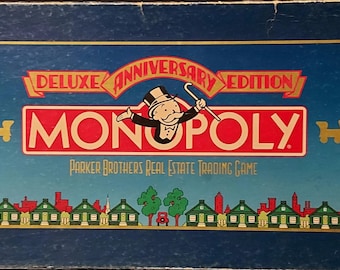 DELUXE ANNIVERSARY EDITION
MONOPOLY®
PARKER BROTHERS REAL ESTATE TRADING GAME